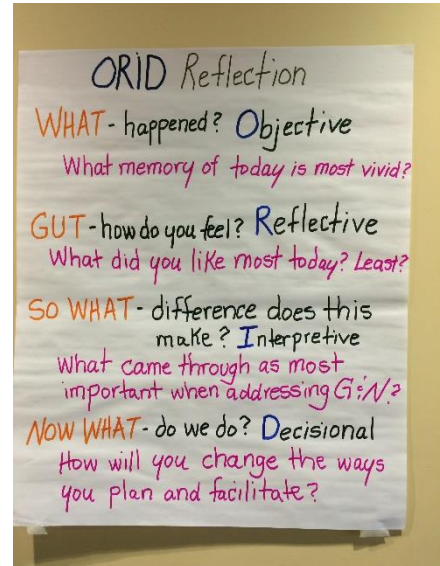 ORID Reflection
WHAT - happened? Objective
What memory of today is most vivid?
GUT - how do you feel? Reflective
What did you like most today? Least?
SO WHAT - difference does this
make? Interpretive
What came through as most
important when addressing
NOW WHAT - do we do? Decisional
How will you change the ways
you plan and facilitate?